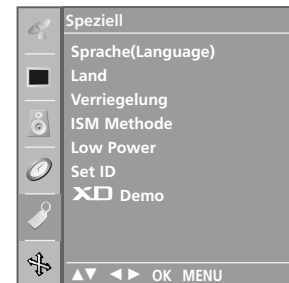 Speziell
Sprache(Language)
Land
Verriegelung
ISM Methode
Low Power
Set ID
XD Demo
▲▼ ◄► OK MENU